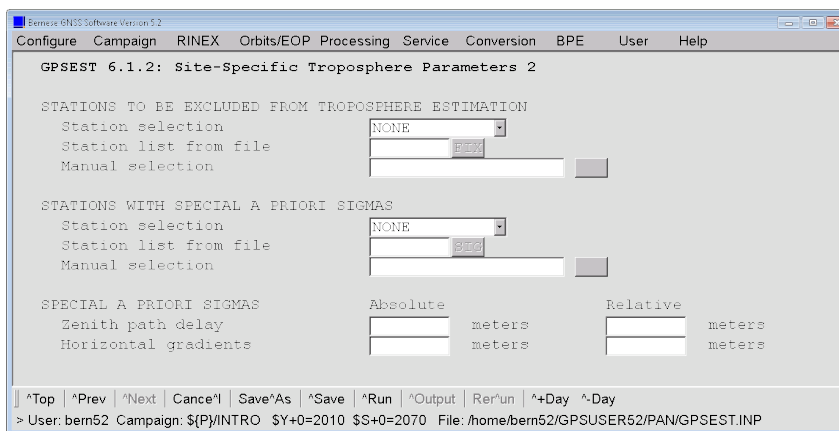 Bernese GNSS Software Version 5.2
Configure Campaign RINEX Orbits/EOP Processing Service Conversion BPE User Help
GPSEST 6.1.2: Site-Specific Troposphere Parameters 2
STATIONS TO BE EXCLUDED FROM TROPOSPHERE ESTIMATION
Station selection NONE
Station list from file FIX
Manual selection
STATIONS WITH SPECIAL A PRIORI SIGMAS
Station selection NONE
Station list from file SIG
Manual selection
SPECIAL A PRIORI SIGMAS Absolute Relative
Zenith path delay meters meters
Horizontal gradients meters meters
^Top ^Prev ^Next Cance^l Save^As ^Save ^Run ^Output Rer^un ^+Day ^-Day
> User: bern52 Campaign: ${P}/INTRO $Y+0=2010 $S+0=2070 File: /home/bern52/GPSUSER52/PAN/GPSEST.INP